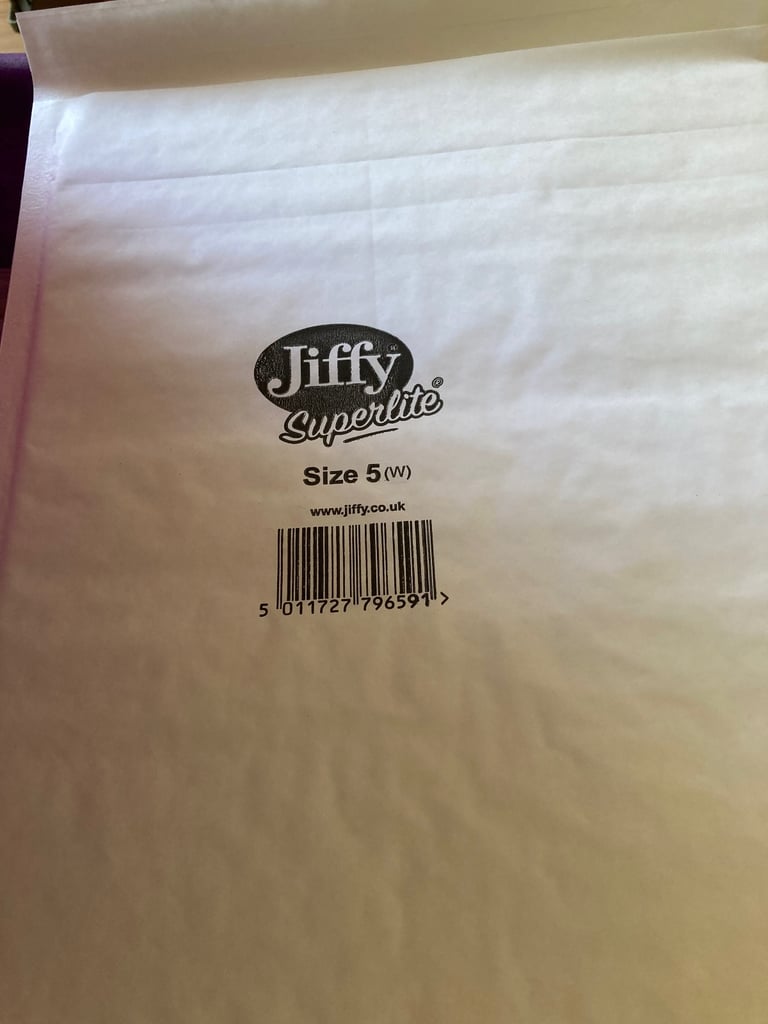 Jiffy
Superlite®
Size 5 (W)
www.jiffy.co.uk
5 011727 796591 >